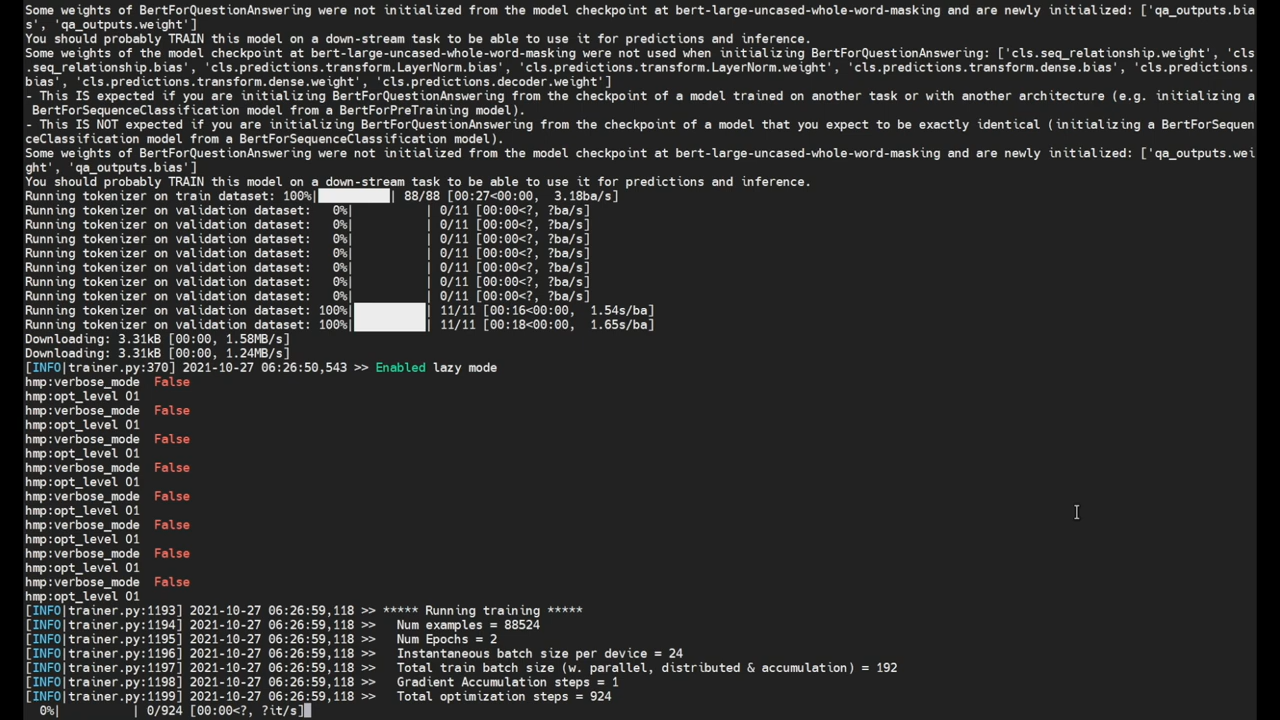 Some weights of BertForQuestionAnswering were not initialized from the model checkpoint at bert-large-uncased-whole-word-masking and are newly initialized: ['qa_outputs.bia
s', 'qa_outputs.weight']
You should probably TRAIN this model on a down-stream task to be able to use it for predictions and inference.
Some weights of the model checkpoint at bert-large-uncased-whole-word-masking were not used when initializing BertForQuestionAnswering: ['cls.seq_relationship.weight', 'cls
.seq_relationship.bias', 'cls.predictions.transform.LayerNorm.bias', 'cls.predictions.transform.LayerNorm.weight', 'cls.predictions.transform.dense.bias', 'cls.predictions.
bias', 'cls.predictions.transform.dense.weight', 'cls.predictions.decoder.weight']
- This IS expected if you are initializing BertForQuestionAnswering from the checkpoint of a model trained on another task or with another architecture (e.g. initializing a
BertForSequenceClassification model from a BertForPreTraining model).
- This IS NOT expected if you are initializing BertForQuestionAnswering from the checkpoint of a model that you expect to be exactly identical (initializing a BertForSequen
ceClassification model from a BertForSequenceClassification model).
Some weights of BertForQuestionAnswering were not initialized from the model checkpoint at bert-large-uncased-whole-word-masking and are newly initialized: ['qa_outputs.wei
ght', 'qa_outputs.bias']
You should probably TRAIN this model on a down-stream task to be able to use it for predictions and inference.
Running tokenizer on train dataset: 100%| | 88/88 [00:27<00:00, 3.18ba/s]
Running tokenizer on validation dataset: 0%| | 0/11 [00:00<?, ?ba/s]
Running tokenizer on validation dataset: 0%| | 0/11 [00:00<?, ?ba/s]
Running tokenizer on validation dataset: 0%| | 0/11 [00:00<?, ?ba/s]
Running tokenizer on validation dataset: 0%| | 0/11 [00:00<?, ?ba/s]
Running tokenizer on validation dataset: 0%| | 0/11 [00:00<?, ?ba/s]
Running tokenizer on validation dataset: 0%| | 0/11 [00:00<?, ?ba/s]
Running tokenizer on validation dataset: 0%| | 0/11 [00:00<?, ?ba/s]
Running tokenizer on validation dataset: 100%| | 11/11 [00:16<00:00, 1.54s/ba]
Running tokenizer on validation dataset: 100%| | 11/11 [00:18<00:00, 1.65s/ba]
Downloading: 3.31kB [00:00, 1.58MB/s]
Downloading: 3.31kB [00:00, 1.24MB/s]
[INFO|trainer.py:370] 2021-10-27 06:26:50,543 >> Enabled lazy mode
hmp:verbose_mode False
hmp:opt_level O1
hmp:verbose_mode False
hmp:opt_level O1
hmp:verbose_mode False
hmp:opt_level O1
hmp:verbose_mode False
hmp:opt_level O1
hmp:verbose_mode False
hmp:opt_level O1
hmp:verbose_mode False
hmp:opt_level O1
hmp:verbose_mode False
hmp:opt_level O1
hmp:verbose_mode False
hmp:opt_level O1
[INFO|trainer.py:1193] 2021-10-27 06:26:59,118 >> ***** Running training *****
[INFO|trainer.py:1194] 2021-10-27 06:26:59,118 >> Num examples = 88524
[INFO|trainer.py:1195] 2021-10-27 06:26:59,118 >> Num Epochs = 2
[INFO|trainer.py:1196] 2021-10-27 06:26:59,118 >> Instantaneous batch size per device = 24
[INFO|trainer.py:1197] 2021-10-27 06:26:59,118 >> Total train batch size (w. parallel, distributed & accumulation) = 192
[INFO|trainer.py:1198] 2021-10-27 06:26:59,118 >> Gradient Accumulation steps = 1
[INFO|trainer.py:1199] 2021-10-27 06:26:59,118 >> Total optimization steps = 924
0%| | 0/924 [00:00<?, ?it/s]